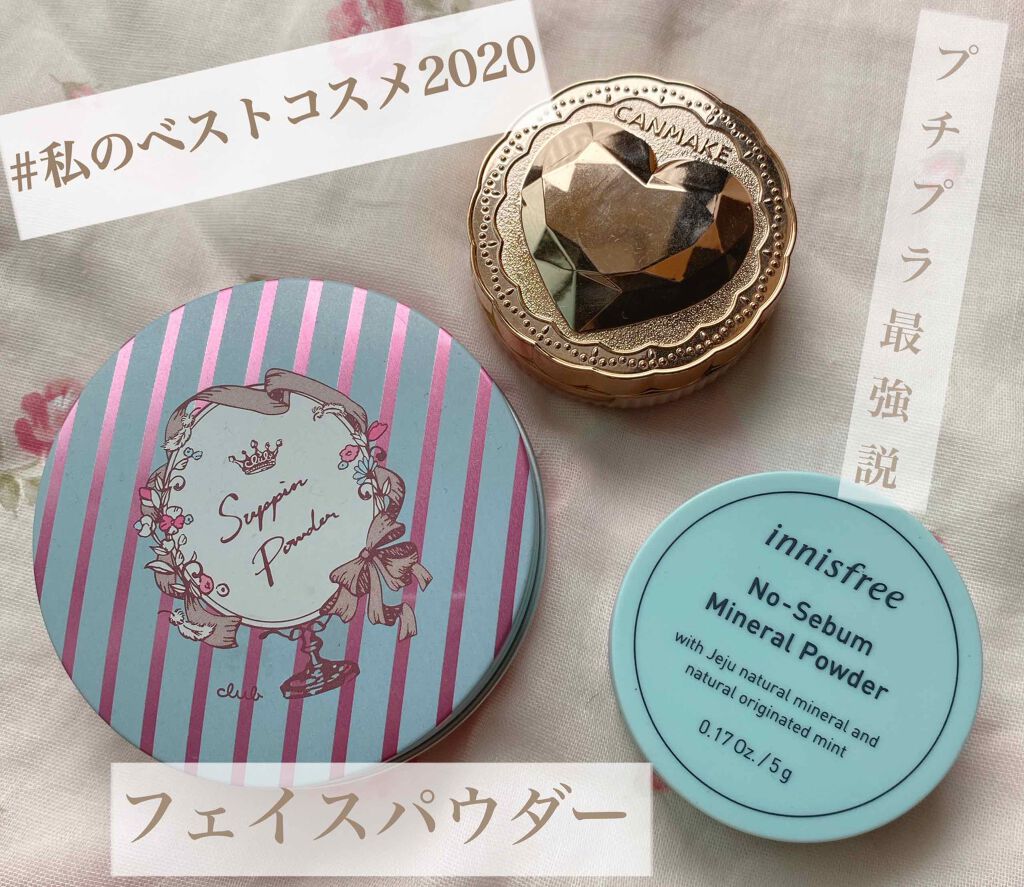 #私のベストコスメ2020
プチプラ最強説
CANMAKE
club
Suppin
Powder
club
innisfree
No-Sebum
Mineral Powder
with Jeju natural mineral and
natural originated mint
0.17 Oz. / 5g
フェイスパウダー